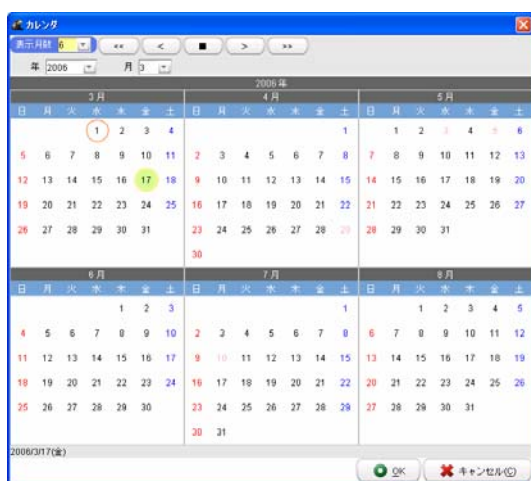 カレンダ
表示月数 6 << < ■ > >>
年 2006 月 3
2006年
3月 4月 5月
日 月 火 水 木 金 土 日 月 火 水 木 金 土 日 月 火 水 木 金 土
1 2 3 4 1 1 2 3 4 5 6
5 6 7 8 9 10 11 2 3 4 5 6 7 8 7 8 9 10 11 12 13
12 13 14 15 16 17 18 9 10 11 12 13 14 15 14 15 16 17 18 19 20
19 20 21 22 23 24 25 16 17 18 19 20 21 22 21 22 23 24 25 26 27
26 27 28 29 30 31 23 24 25 26 27 28 29 28 29 30 31
30
6月 7月 8月
日 月 火 水 木 金 土 日 月 火 水 木 金 土 日 月 火 水 木 金 土
1 2 3 1 1 2 3 4 5
4 5 6 7 8 9 10 2 3 4 5 6 7 8 6 7 8 9 10 11 12
11 12 13 14 15 16 17 9 10 11 12 13 14 15 13 14 15 16 17 18 19
18 19 20 21 22 23 24 16 17 18 19 20 21 22 20 21 22 23 24 25 26
25 26 27 28 29 30 23 24 25 26 27 28 29 27 28 29 30 31
30 31
2006/3/17(金)
OK キャンセル(C)